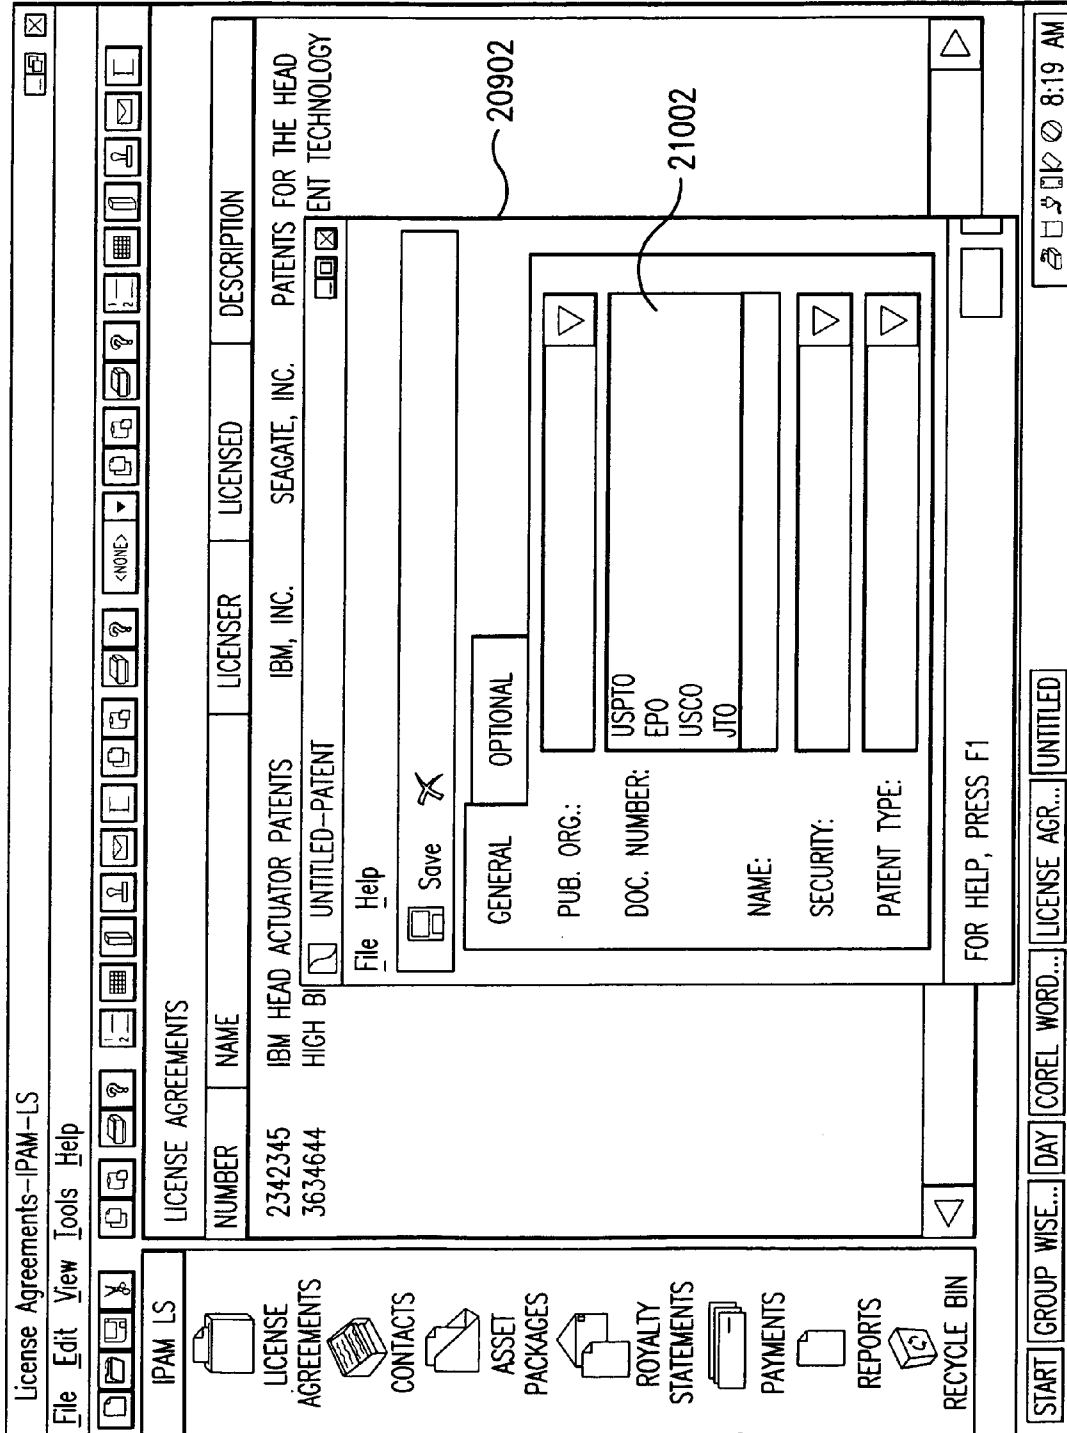 License Agreements-IPAM-LS
File Edit View Tools Help
<NONE>
IPAM LS
LICENSE AGREEMENTS
CONTACTS
ASSET PACKAGES
ROYALTY STATEMENTS
PAYMENTS
REPORTS
RECYCLE BIN
LICENSE AGREEMENTS
NUMBER NAME LICENSER LICENSED DESCRIPTION
2342345 IBM HEAD ACTUATOR PATENTS IBM, INC. SEAGATE, INC. PATENTS FOR THE HEAD
3634644 HIGH BI ENT TECHNOLOGY
UNTITLED-PATENT
File Help
Save
GENERAL OPTIONAL
PUB. ORG.:
DOC. NUMBER:
USPTO
EPO
USCO
JTO
NAME:
SECURITY:
PATENT TYPE:
FOR HELP, PRESS F1
20902
21002
START GROUP WISE... DAY COREL WORD... LICENSE AGR... UNTITLED 8:19 AM